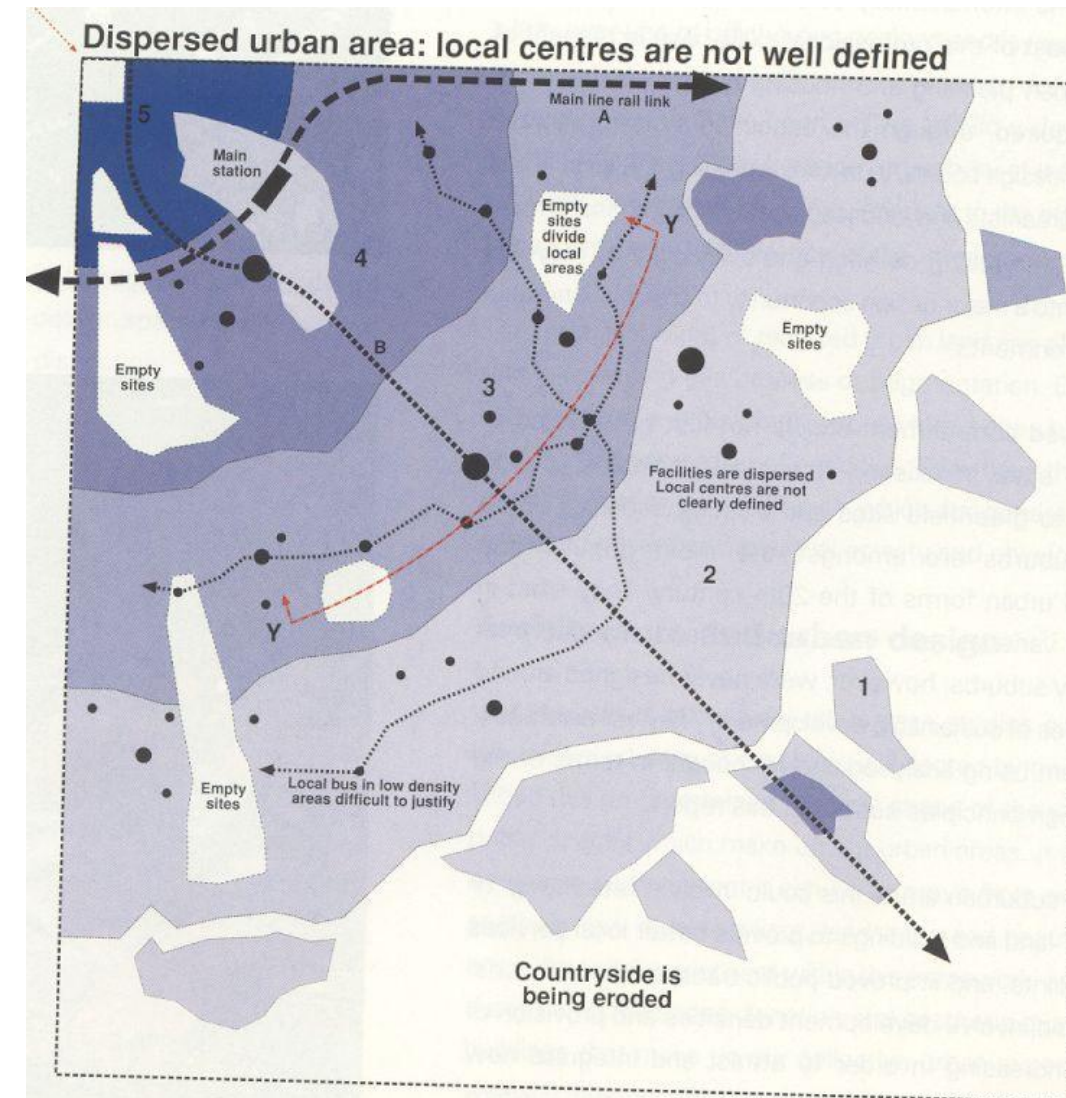 Dispersed urban area: local centres are not well defined
Main line rail link
A
5
Main
station
Empty
sites
divide
local
areas
Y
4
B
Empty
sites
Empty
sites
3
Facilities are dispersed
Local centres are not
clearly defined
2
Y
1
Empty
sites
Local bus in low density
areas difficult to justify
Countryside is
being eroded